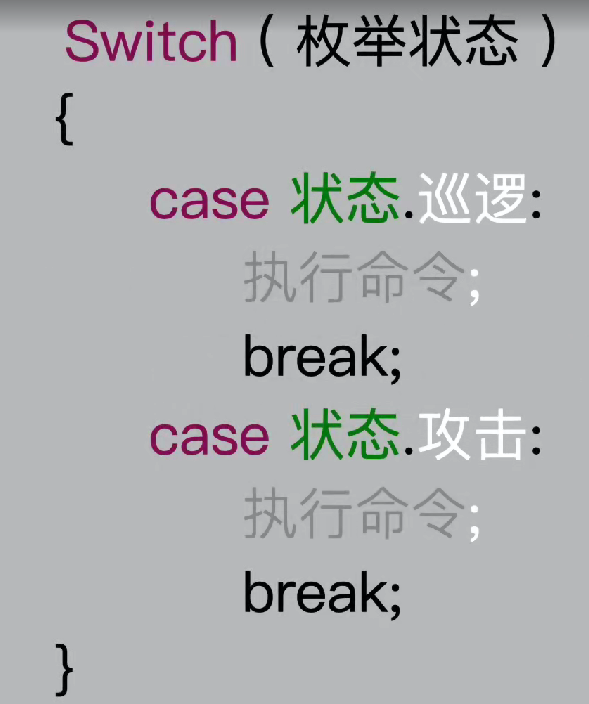 Switch（枚举状态）
{
case 状态.巡逻:
执行命令;
break;
case 状态.攻击:
执行命令;
break;
}